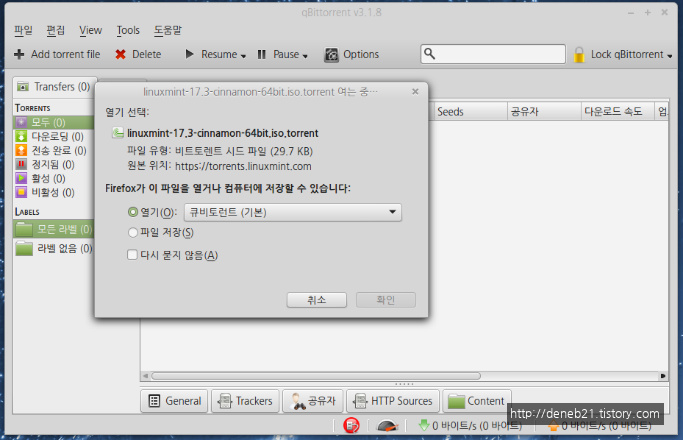 qBittorrent v3.1.8
파일 편집 View Tools 도움말
Add torrent file Delete Resume Pause Options Lock qBittorrent
Transfers (0)
TORRENTS
모두 (0)
다운로딩 (0)
전송 완료 (0)
정지됨 (0)
활성 (0)
비활성 (0)
LABELS
모든 라벨 (0)
라벨 없음 (0)
Seeds 공유자 다운로드 속도 업
linuxmint-17.3-cinnamon-64bit.iso.torrent 여는 중…
열기 선택:
linuxmint-17.3-cinnamon-64bit.iso.torrent
파일 유형: 비트토렌트 시드 파일 (29.7 KB)
원본 위치: https://torrents.linuxmint.com
Firefox가 이 파일을 열거나 컴퓨터에 저장할 수 있습니다:
열기(O): 큐비토런트 (기본)
파일 저장(S)
다시 묻지 않음(A)
취소 확인
General Trackers 공유자 HTTP Sources Content
http://deneb21.tistory.com
0 바이트/s (0 바이트) 0 바이트/s (0 바이트)